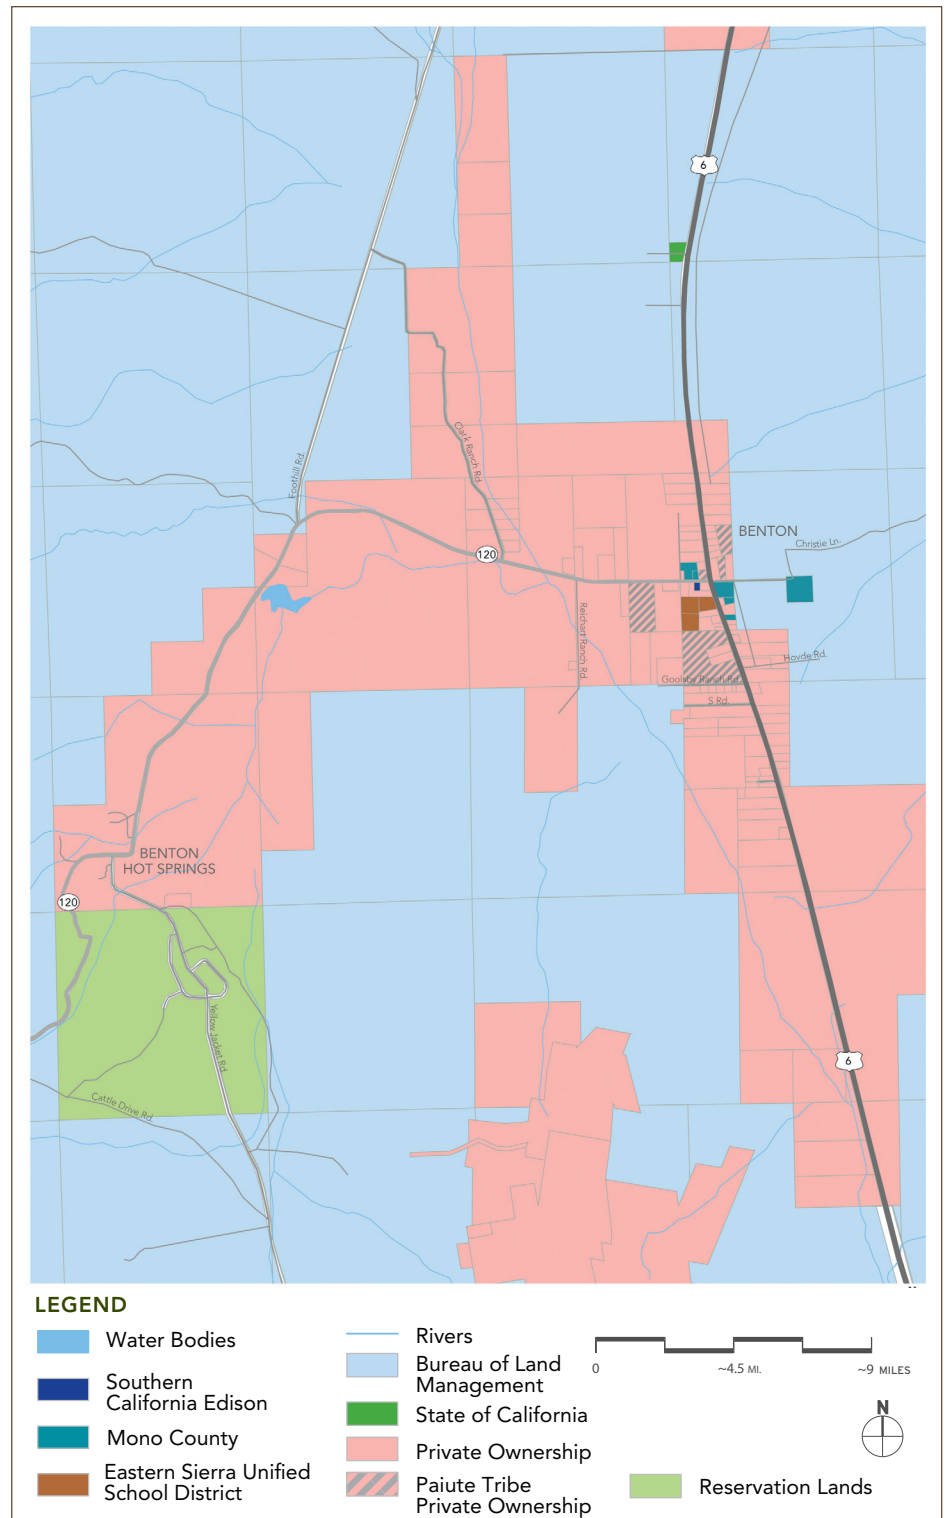 6
Foothill Rd.
Clark Ranch Rd.
BENTON
Christie Ln.
120
Reichart Ranch Rd.
Hovde Rd.
Goolsby Ranch Rd.
S Rd.
BENTON
HOT SPRINGS
120
Yellow Jacket Rd.
6
Cattle Drive Rd.
LEGEND
Water Bodies
Southern
California Edison
Mono County
Eastern Sierra Unified
School District
Rivers
Bureau of Land
Management
State of California
Private Ownership
Paiute Tribe
Private Ownership
Reservation Lands
0 ~4.5 MI. ~9 MILES
N